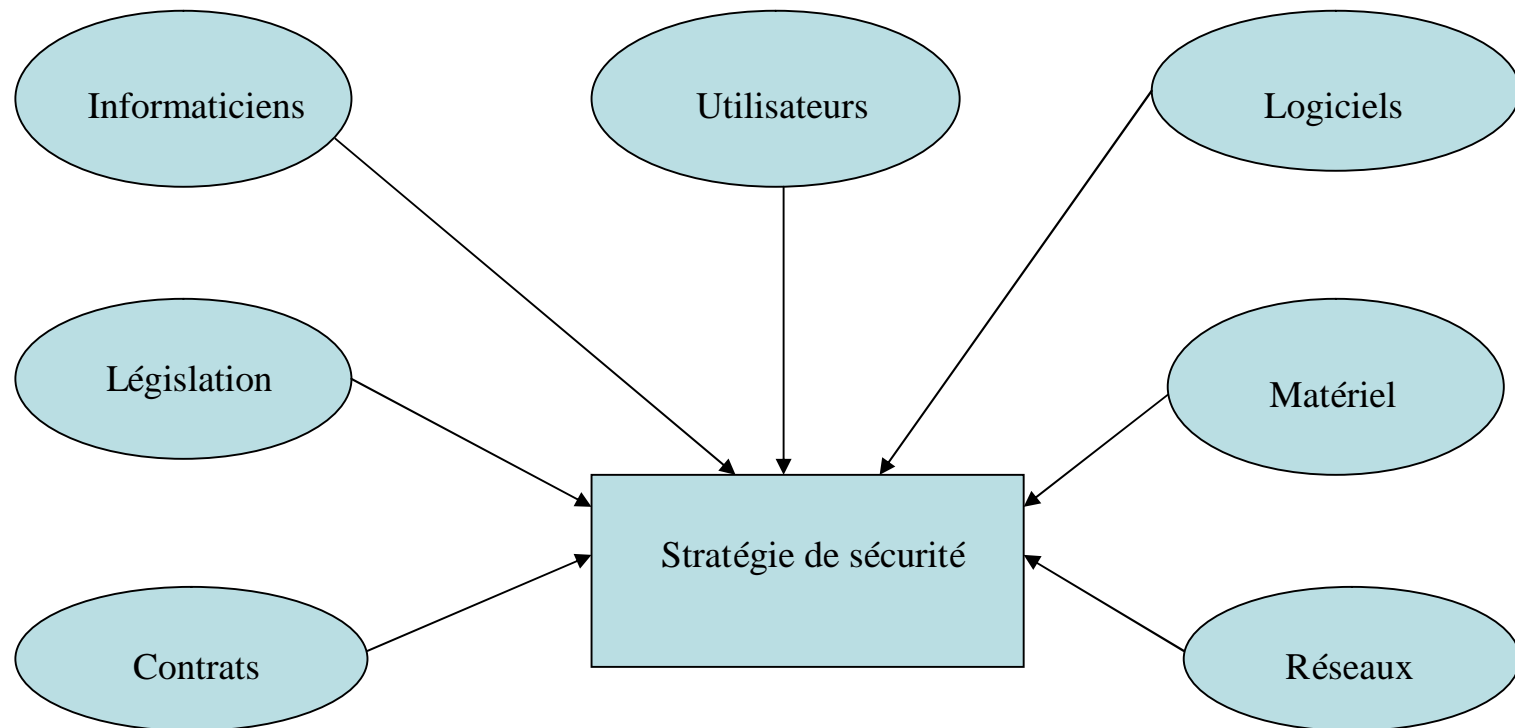 Informaticiens
Utilisateurs
Logiciels
Législation
Matériel
Stratégie de sécurité
Contrats
Réseaux